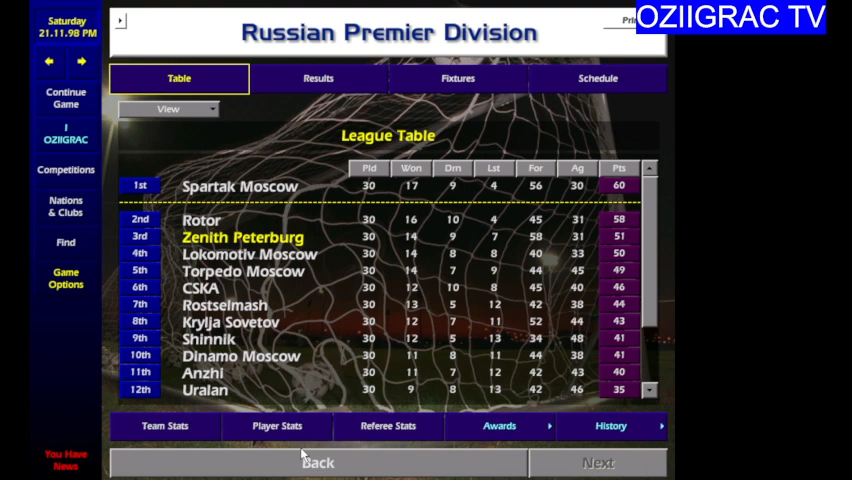 Saturday
21.11.98 PM
Continue
Game
I
OZIIGRAC
Competitions
Nations
& Clubs
Find
Game
Options
You Have
News
Russian Premier Division
OZIIGRAC TV
Table Results Fixtures Schedule
View
League Table
Pld Won Drn Lst For Ag Pts
1st Spartak Moscow 30 17 9 4 56 30 60
2nd Rotor 30 16 10 4 45 31 58
3rd Zenith Peterburg 30 14 9 7 58 31 51
4th Lokomotiv Moscow 30 14 8 8 40 33 50
5th Torpedo Moscow 30 14 7 9 44 45 49
6th CSKA 30 12 10 8 45 40 46
7th Rostselmash 30 13 5 12 42 38 44
8th Krylja Sovetov 30 12 7 11 52 44 43
9th Shinnik 30 12 5 13 34 48 41
10th Dinamo Moscow 30 11 8 11 44 38 41
11th Anzhi 30 11 7 12 42 43 40
12th Uralan 30 9 8 13 42 46 35
Team Stats Player Stats Referee Stats Awards History
Back Next